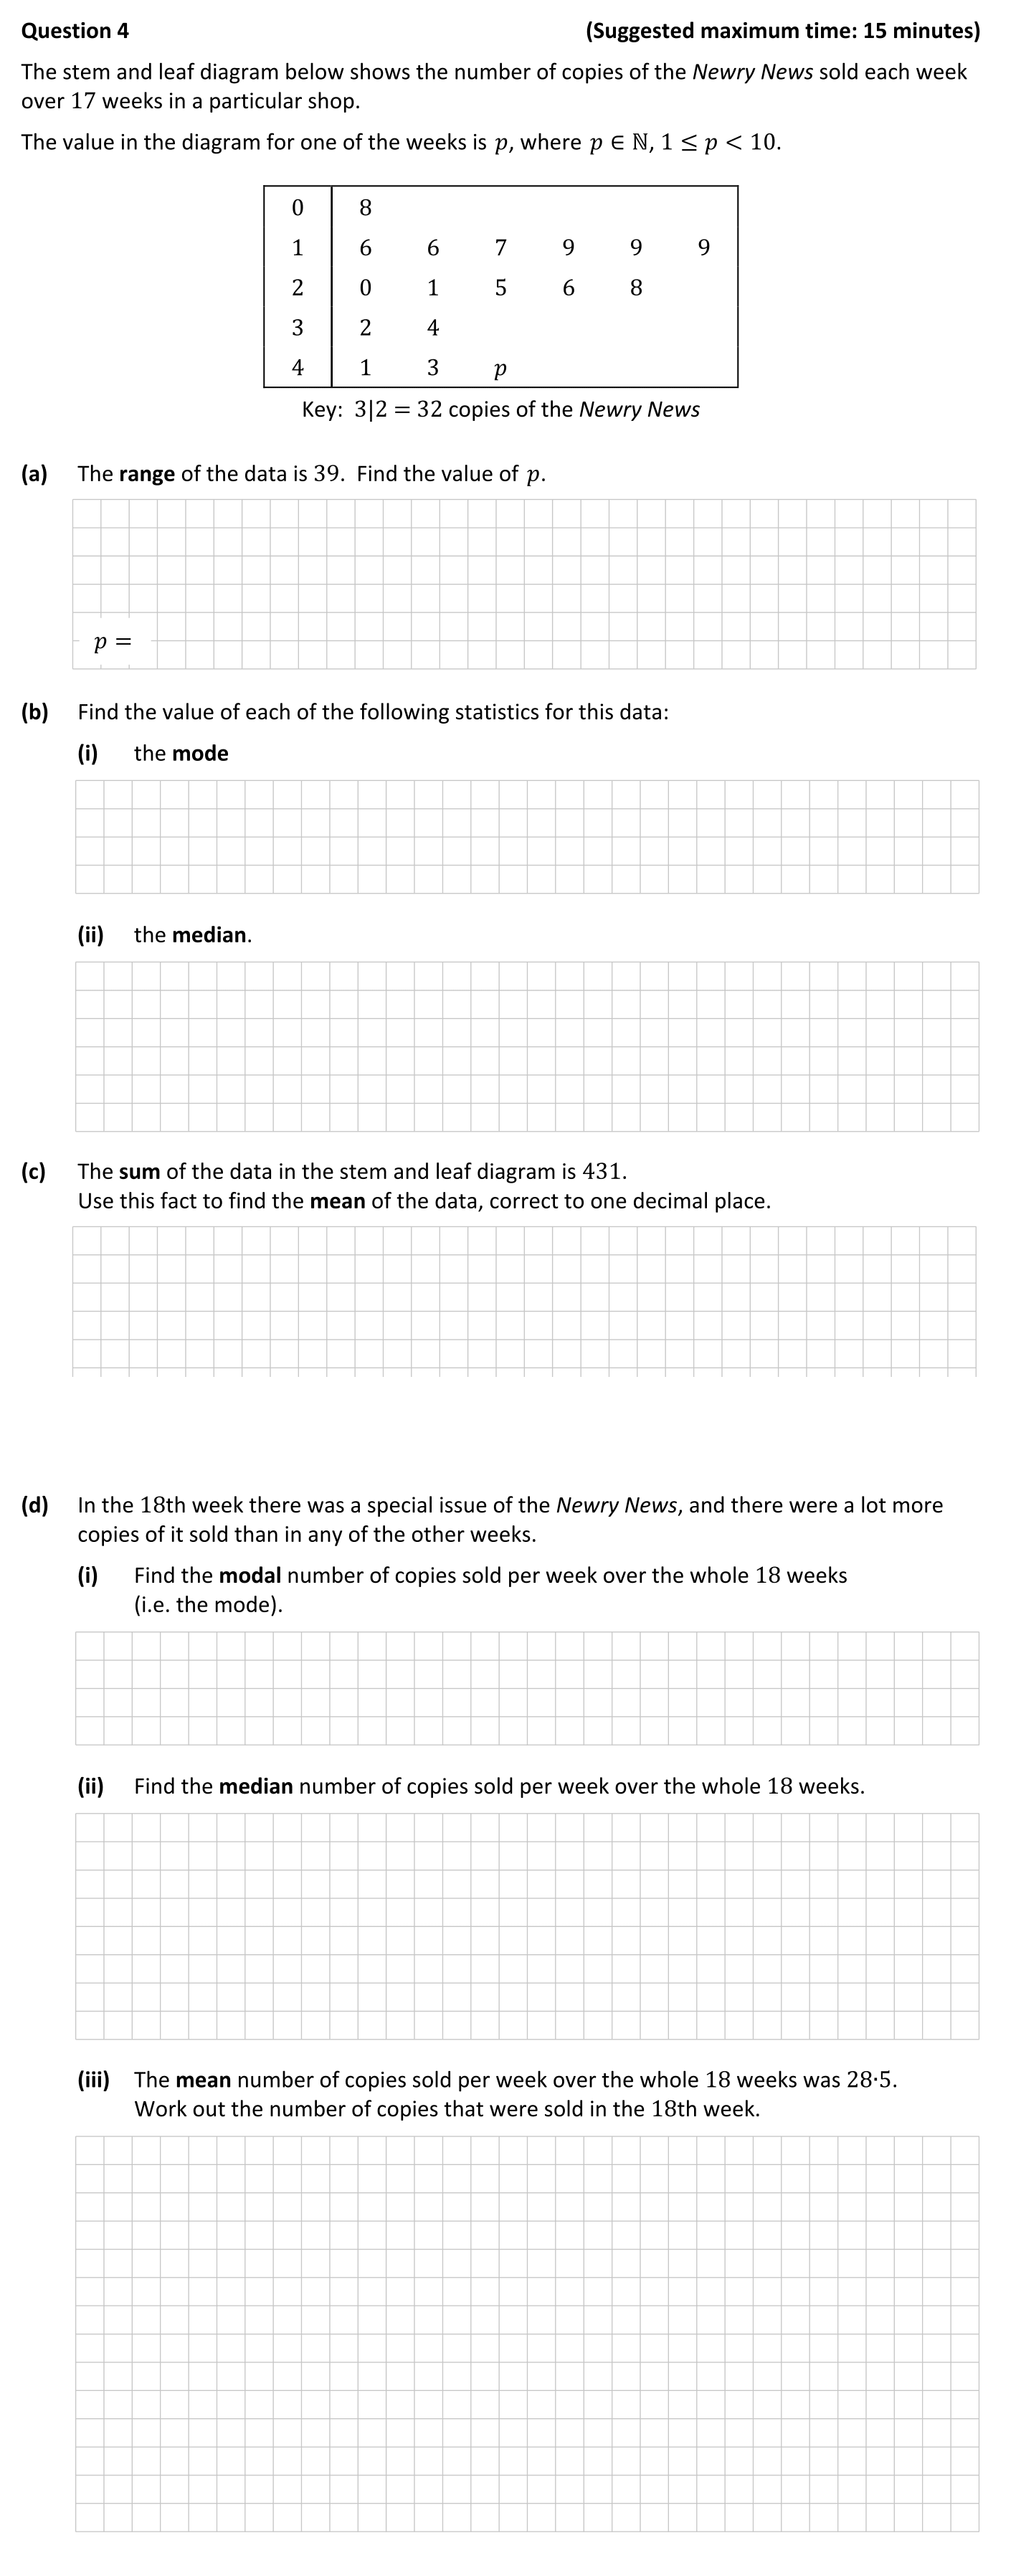 Question 4 (Suggested maximum time: 15 minutes)
The stem and leaf diagram below shows the number of copies of the Newry News sold each week
over 17 weeks in a particular shop.
The value in the diagram for one of the weeks is p, where p ∈ ℕ, 1 ≤ p < 10.
0 8
1 6 6 7 9 9 9
2 0 1 5 6 8
3 2 4
4 1 3 p
Key: 3|2 = 32 copies of the Newry News
(a) The range of the data is 39. Find the value of p.
p =
(b) Find the value of each of the following statistics for this data:
(i) the mode
(ii) the median.
(c) The sum of the data in the stem and leaf diagram is 431.
Use this fact to find the mean of the data, correct to one decimal place.
(d) In the 18th week there was a special issue of the Newry News, and there were a lot more
copies of it sold than in any of the other weeks.
(i) Find the modal number of copies sold per week over the whole 18 weeks
(i.e. the mode).
(ii) Find the median number of copies sold per week over the whole 18 weeks.
(iii) The mean number of copies sold per week over the whole 18 weeks was 28·5.
Work out the number of copies that were sold in the 18th week.